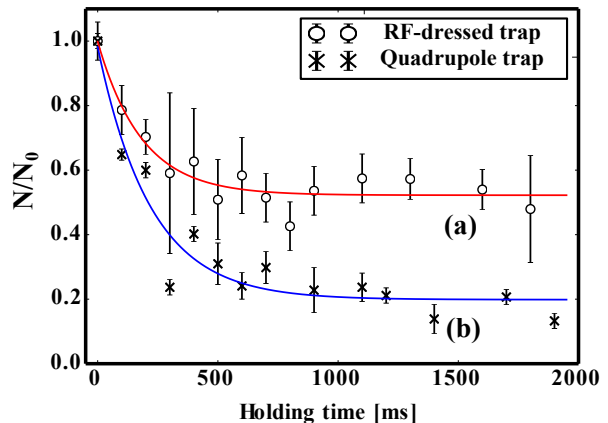 RF-dressed trap
Quadrupole trap
1.0
0.8
0.6
0.4
0.2
0.0
N/N₀
(a)
(b)
0 500 1000 1500 2000
Holding time [ms]